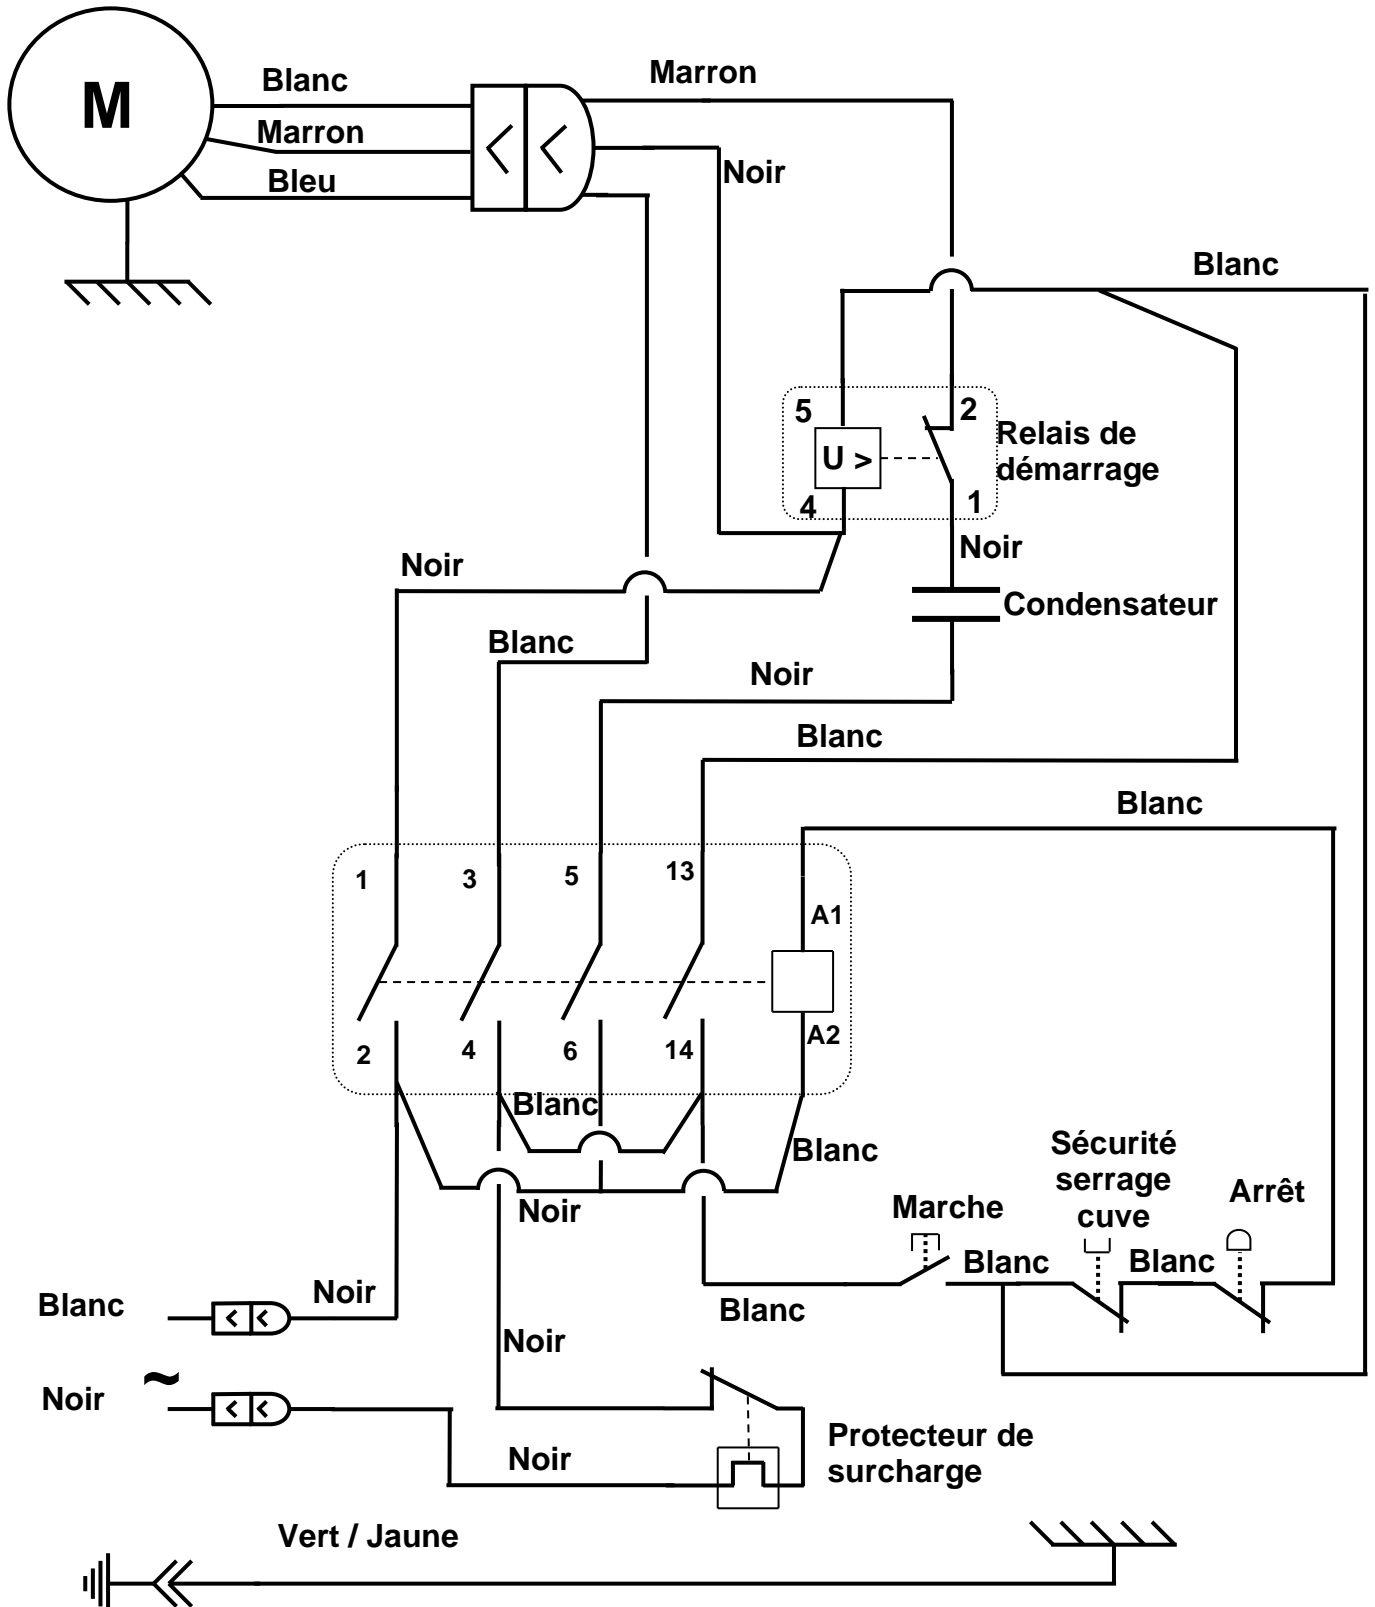 Marron
Blanc
M
Marron
Noir
Bleu
Blanc
5
2
Relais de
démarrage
U >
4
1
Noir
Noir
Condensateur
Blanc
Noir
Blanc
Blanc
1
3
5
13
A1
A2
2
4
6
14
Blanc
Blanc
Sécurité
serrage
cuve
Arrêt
Marche
Noir
Blanc
Blanc
Noir
Blanc
Blanc
Noir
~
Noir
Protecteur de
surcharge
Noir
Vert / Jaune